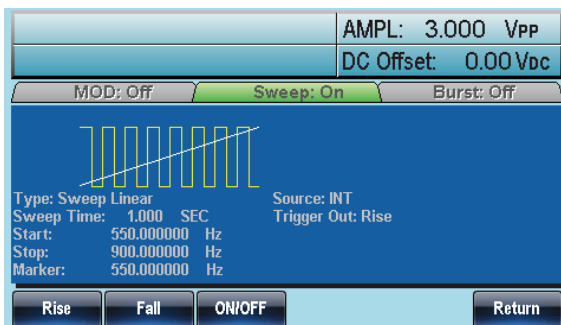 AMPL: 3.000 VPP
DC Offset: 0.00 VDC
MOD: Off Sweep: On Burst: Off
Type: Sweep Linear Source: INT
Sweep Time: 1.000 SEC Trigger Out: Rise
Start: 550.000000 Hz
Stop: 900.000000 Hz
Marker: 550.000000 Hz
Rise Fall ON/OFF Return